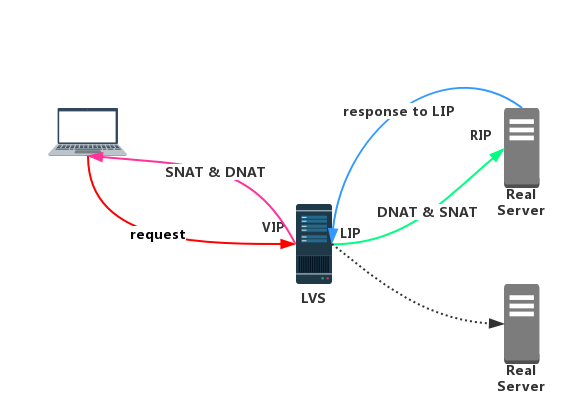 response to LIP
RIP
SNAT & DNAT
Real
Server
DNAT & SNAT
VIP
LIP
request
LVS
Real
Server